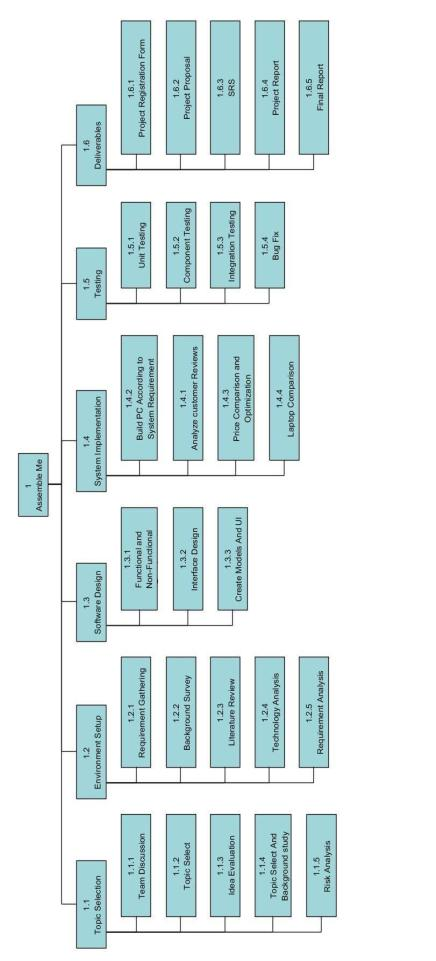 1
Assemble Me
1.1
Topic Selection
1.1.1
Team Discussion
1.1.2
Topic Select
1.1.3
Idea Evaluation
1.1.4
Topic Select And
Background study
1.1.5
Risk Analysis
1.2
Environment Setup
1.2.1
Requirement Gathering
1.2.2
Background Survey
1.2.3
Literature Review
1.2.4
Technology Analysis
1.2.5
Requirement Analysis
1.3
Software Design
1.3.1
Functional and
Non-Functional
1.3.2
Interface Design
1.3.3
Create Models And UI
1.4
System Implementation
1.4.2
Build PC According to
System Requirement
1.4.1
Analyze customer Reviews
1.4.3
Price Comparison and
Optimization
1.4.4
Laptop Comparison
1.5
Testing
1.5.1
Unit Testing
1.5.2
Component Testing
1.5.3
Integration Testing
1.5.4
Bug Fix
1.6
Deliverables
1.6.1
Project Registration Form
1.6.2
Project Proposal
1.6.3
SRS
1.6.4
Project Report
1.6.5
Final Report